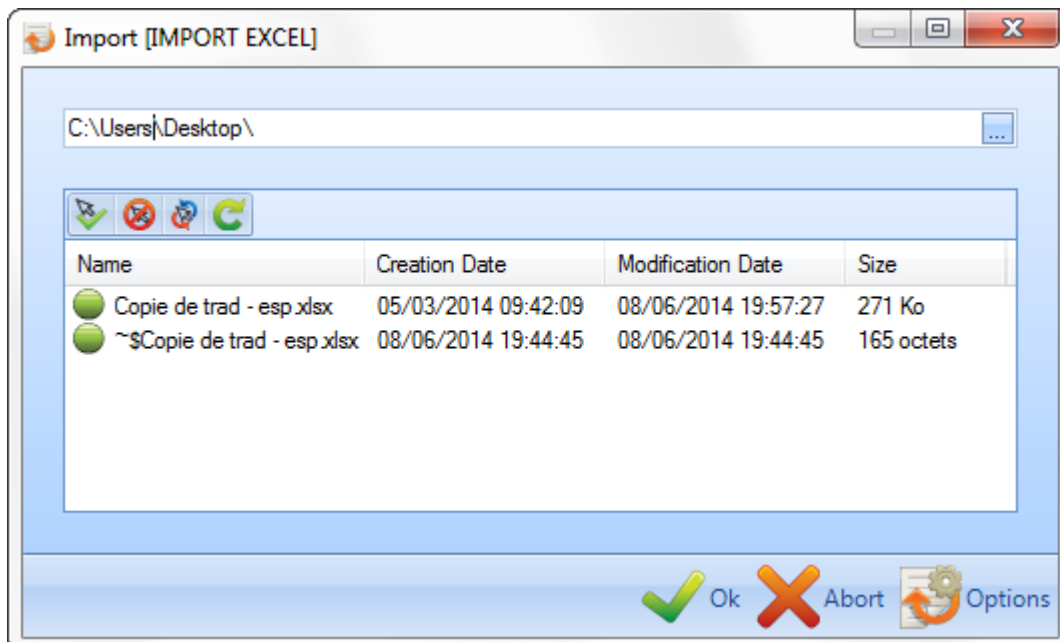 Import [IMPORT EXCEL]
C:\Users\Desktop\
...
Name Creation Date Modification Date Size
Copie de trad - esp.xlsx 05/03/2014 09:42:09 08/06/2014 19:57:27 271 Ko
~$Copie de trad - esp.xlsx 08/06/2014 19:44:45 08/06/2014 19:44:45 165 octets
Ok Abort Options